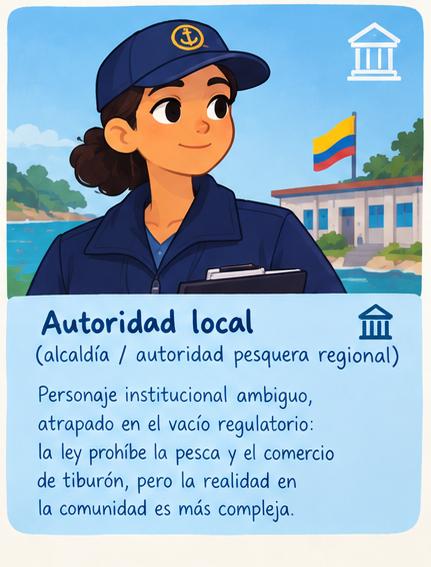 Autoridad local
(alcaldía / autoridad pesquera regional)
Personaje institucional ambiguo,
atrapado en el vacío regulatorio:
la ley prohíbe la pesca y el comercio
de tiburón, pero la realidad en
la comunidad es más compleja.